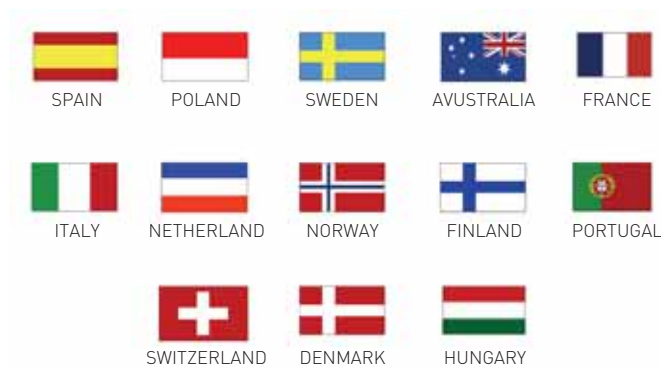 SPAIN POLAND SWEDEN AVUSTRALIA FRANCE
ITALY NETHERLAND NORWAY FINLAND PORTUGAL
SWITZERLAND DENMARK HUNGARY